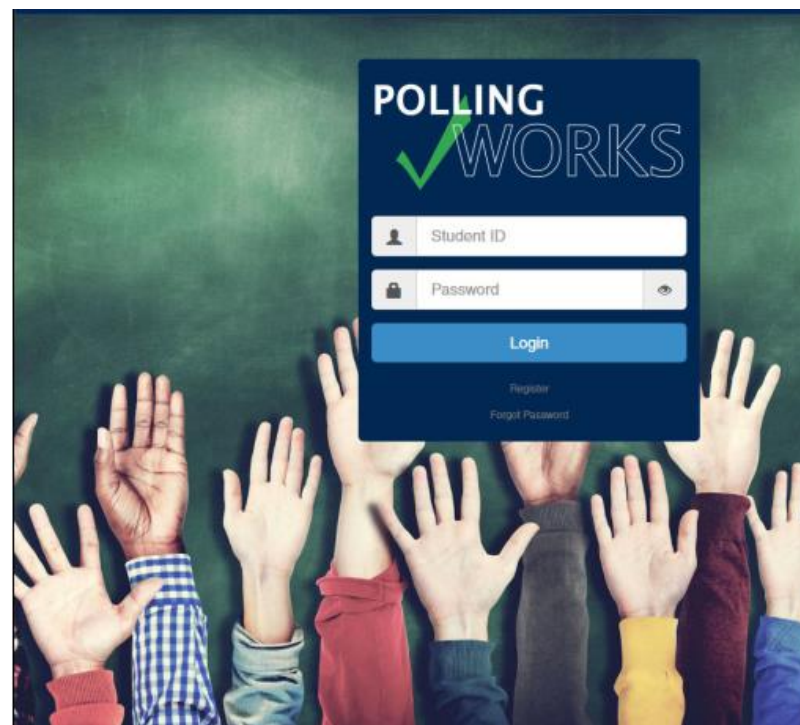 POLLING
WORKS
Student ID
Password
Login
Register
Forgot Password